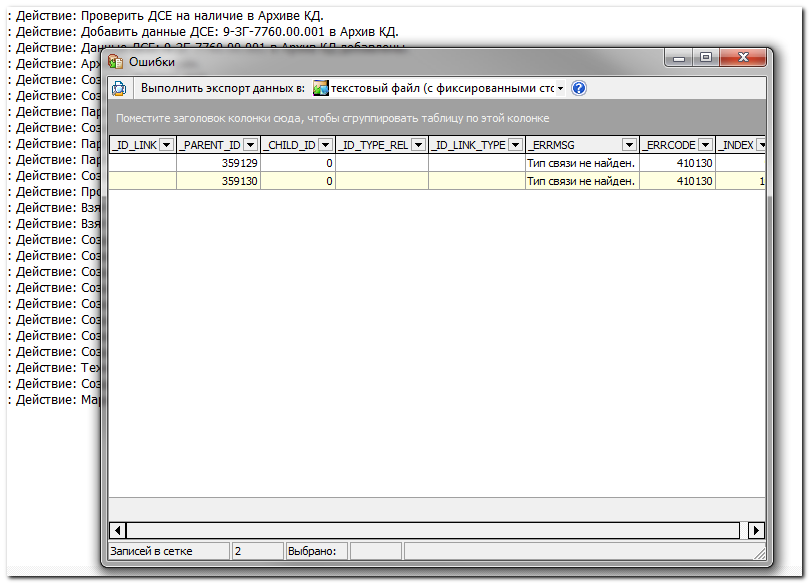 : Действие: Проверить ДСЕ на наличие в Архиве КД.
: Действие: Добавить данные ДСЕ: 9-ЗГ-7760.00.001 в Архив КД.
: Действие: Данные ДСЕ: 9-ЗГ-7760.00.001 в Архив КД добавлены.
: Действие: Арх
: Действие: Соз
: Действие: Соз
: Действие: Пар
: Действие: Соз
: Действие: Пар
: Действие: Пар
: Действие: Соз
: Действие: Про
: Действие: Взя
: Действие: Взя
: Действие: Соз
: Действие: Соз
: Действие: Соз
: Действие: Соз
: Действие: Соз
: Действие: Соз
: Действие: Соз
: Действие: Соз
: Действие: Тех
: Действие: Соз
: Действие: Мар
Ошибки
Выполнить экспорт данных в: текстовый файл (с фиксированными стс
Поместите заголовок колонки сюда, чтобы сгруппировать таблицу по этой колонке
_ID_LINK _PARENT_ID _CHILD_ID _ID_TYPE_REL _ID_LINK_TYPE _ERRMSG _ERRCODE _INDEX
359129 0 Тип связи не найден. 410130
359130 0 Тип связи не найден. 410130 1
Записей в сетке 2 Выбрано: